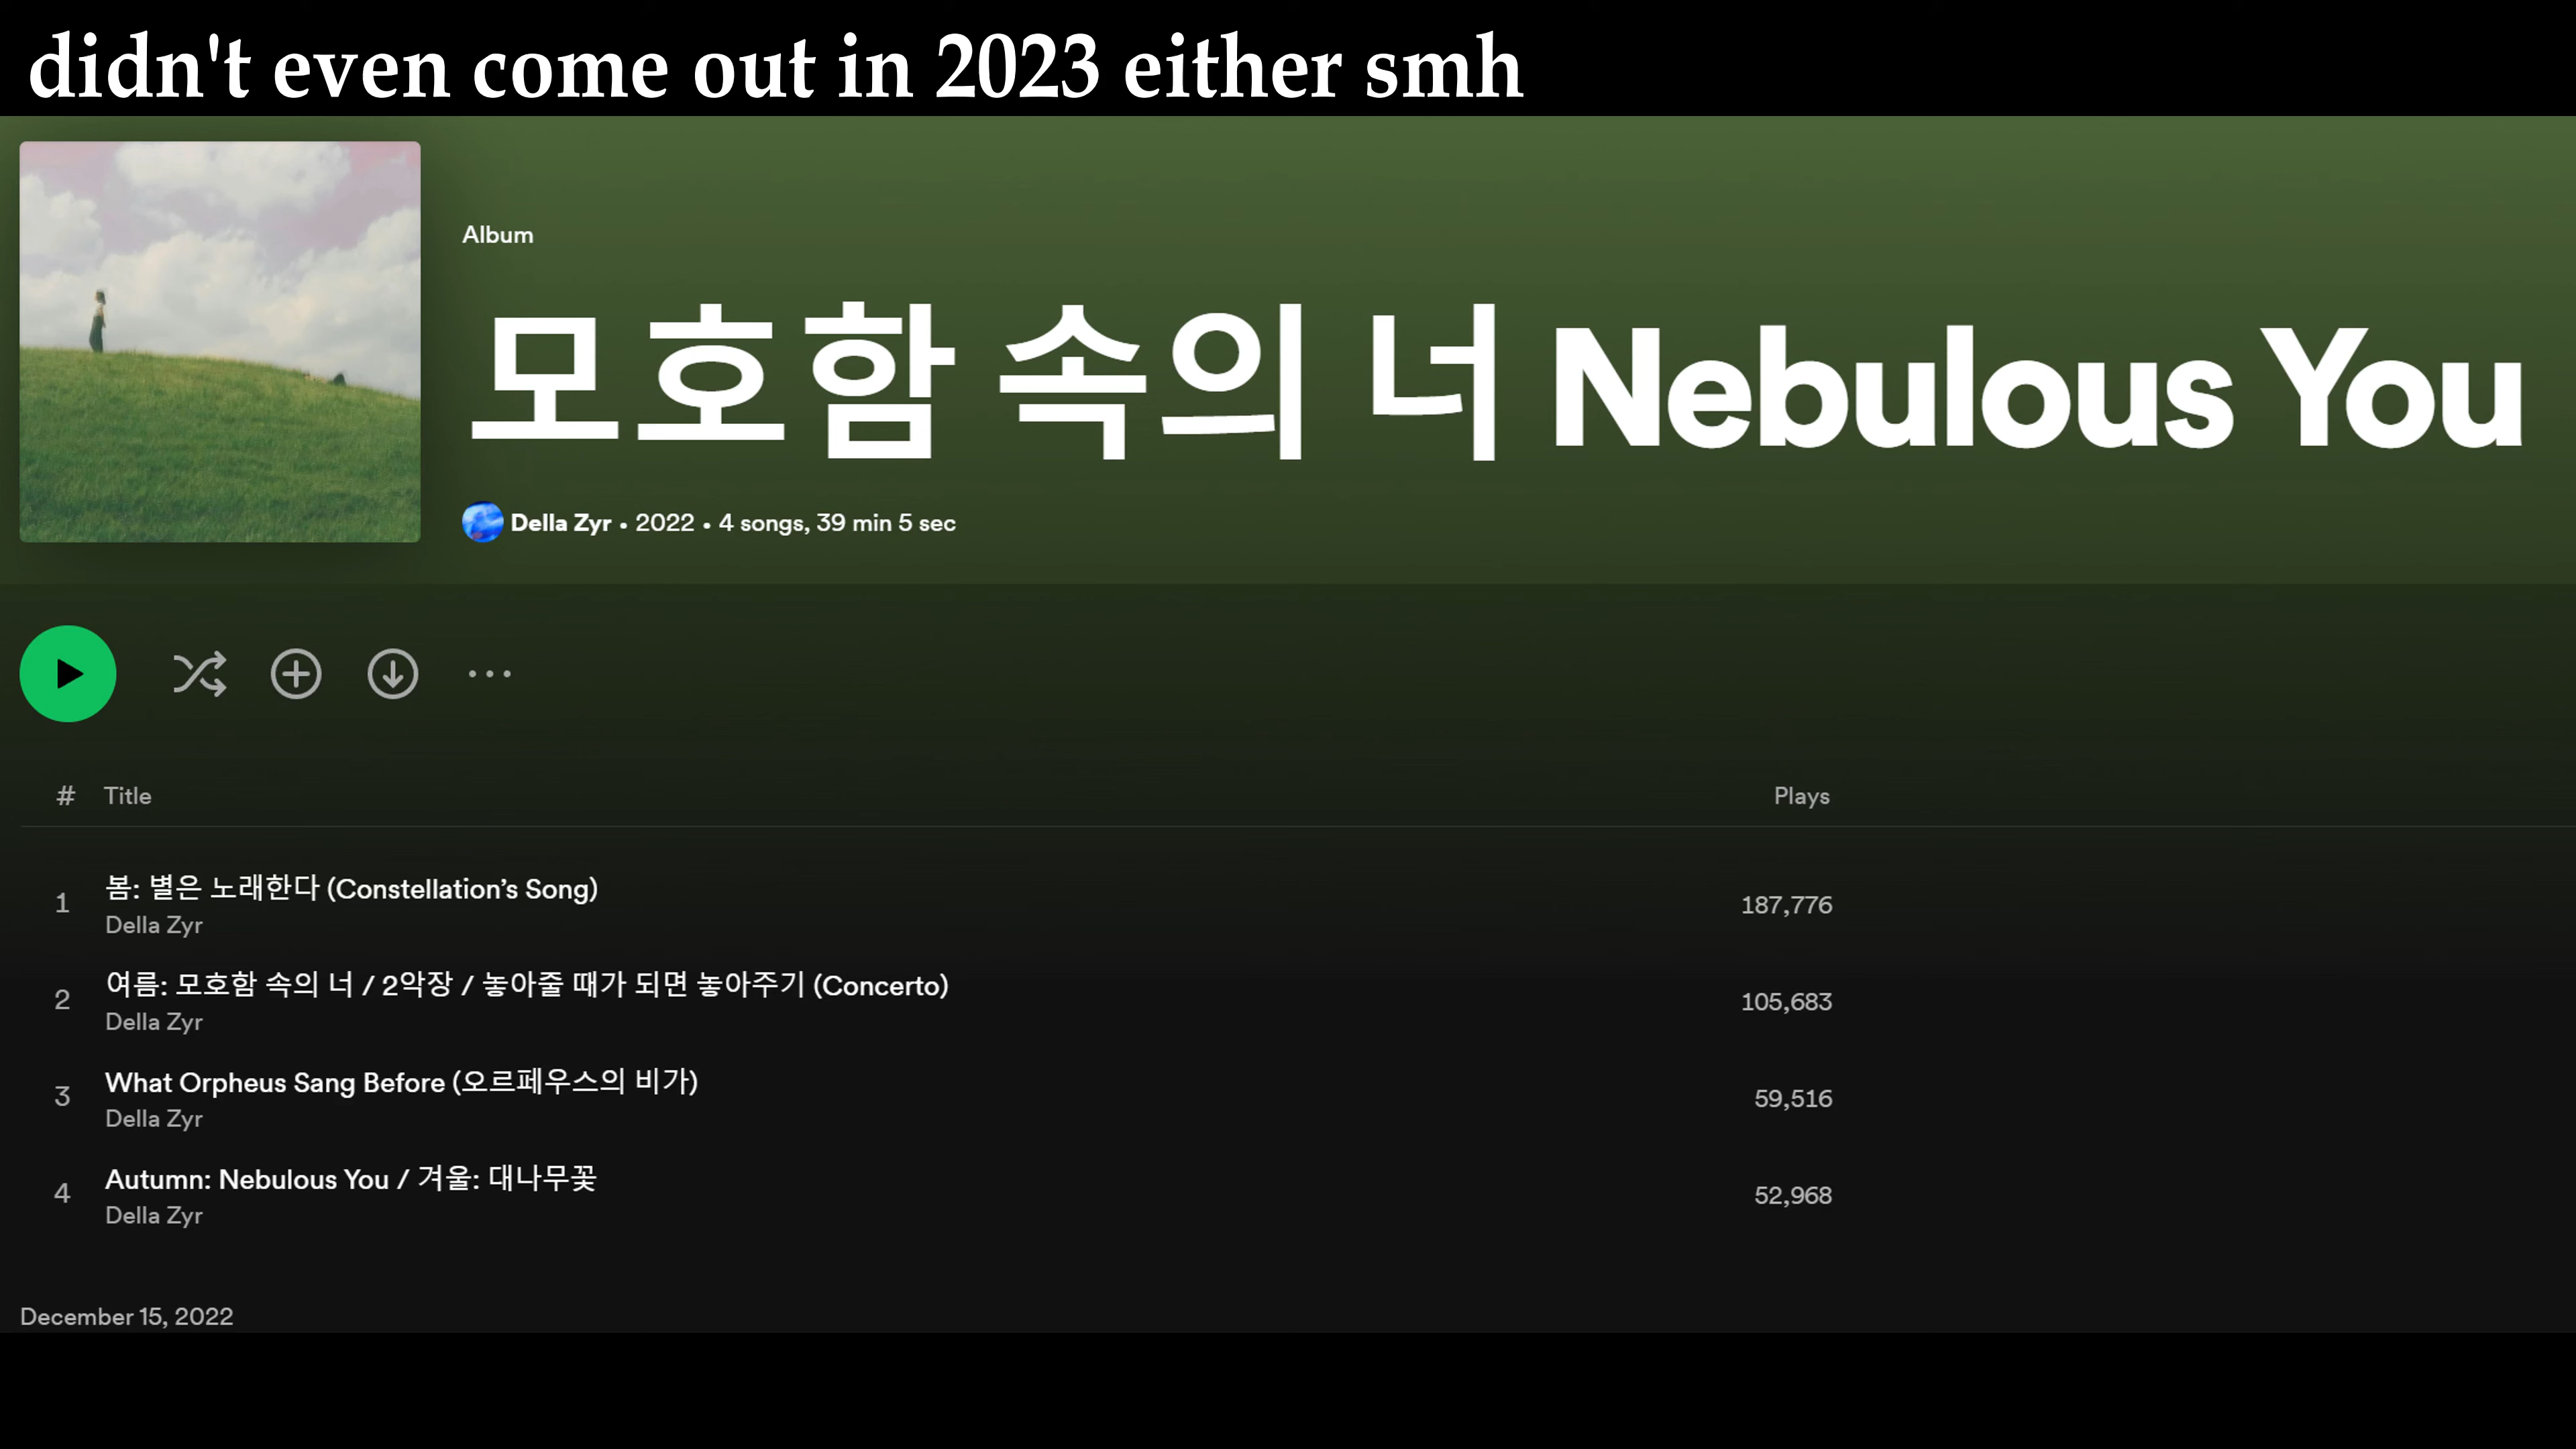 didn't even come out in 2023 either smh
Album
모호함 속의 너 Nebulous You
Della Zyr • 2022 • 4 songs, 39 min 5 sec
# Title Plays
1 봄: 별은 노래한다 (Constellation’s Song) 187,776
Della Zyr
2 여름: 모호함 속의 너 / 2악장 / 놓아줄 때가 되면 놓아주기 (Concerto) 105,683
Della Zyr
3 What Orpheus Sang Before (오르페우스의 비가) 59,516
Della Zyr
4 Autumn: Nebulous You / 겨울: 대나무꽃 52,968
Della Zyr
December 15, 2022